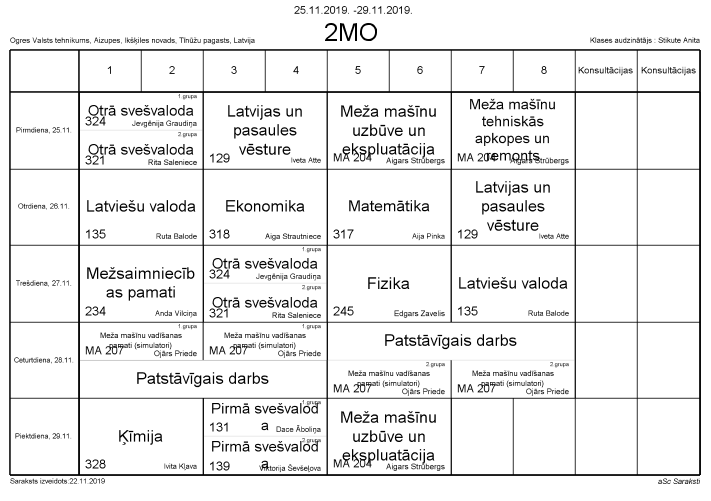 25.11.2019. -29.11.2019.
2MO
Ogres Valsts tehnikums, Aizupes, Ikšķiles novads, Tīnūžu pagasts, Latvija
Klases audzinātājs : Stikute Anita
1 2 3 4 5 6 7 8 Konsultācijas Konsultācijas
Pirmdiena, 25.11.
1.grupa
Otrā svešvaloda
324 Jevgēnija Graudiņa
2.grupa
Otrā svešvaloda
321 Rita Saleniece
Latvijas un
pasaules
vēsture
129 Iveta Atte
Meža mašīnu
uzbūve un
ekspluatācija
MA 204 Aigars Strūbergs
Meža mašīnu
tehniskās
apkopes un
remonts
MA 204 Aigars Strūbergs
Otrdiena, 26.11.
Latviešu valoda
135 Ruta Balode
Ekonomika
318 Aiga Strautniece
Matemātika
317 Aija Pinka
Latvijas un
pasaules
vēsture
129 Iveta Atte
Trešdiena, 27.11.
Mežsaimniecīb
as pamati
234 Anda Vilciņa
1.grupa
Otrā svešvaloda
324 Jevgēnija Graudiņa
2.grupa
Otrā svešvaloda
321 Rita Saleniece
Fizika
245 Edgars Zavelis
Latviešu valoda
135 Ruta Balode
Ceturtdiena, 28.11.
1.grupa
Meža mašīnu vadīšanas
pamati (simulatori)
MA 207 Ojārs Priede
1.grupa
Meža mašīnu vadīšanas
pamati (simulatori)
MA 207 Ojārs Priede
Patstāvīgais darbs
Patstāvīgais darbs
2.grupa
Meža mašīnu vadīšanas
pamati (simulatori)
MA 207 Ojārs Priede
2.grupa
Meža mašīnu vadīšanas
pamati (simulatori)
MA 207 Ojārs Priede
Piektdiena, 29.11.
Ķīmija
328 Ivita Kļava
1.grupa
Pirmā svešvalod
a
131 Dace Āboliņa
2.grupa
Pirmā svešvalod
a
139 Viktorija Ševšeļova
Meža mašīnu
uzbūve un
ekspluatācija
MA 204 Aigars Strūbergs
Saraksts izveidots:22.11.2019
aSc Saraksti